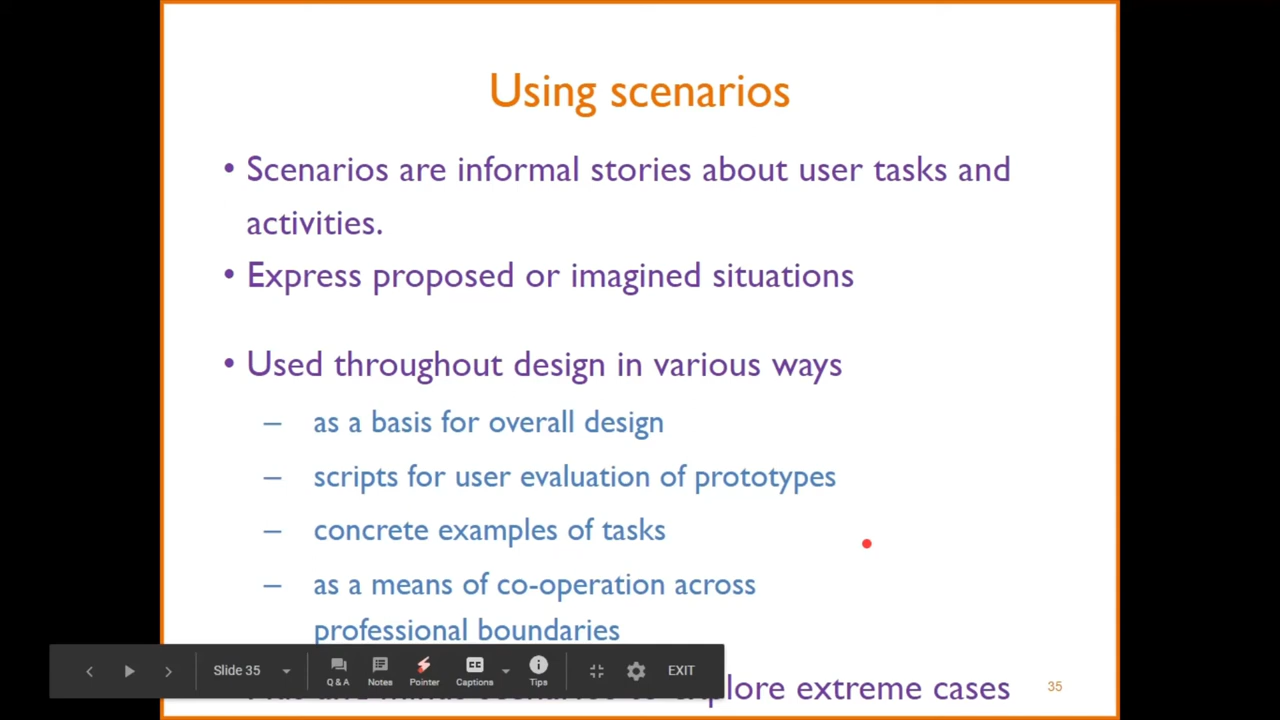 Using scenarios
• Scenarios are informal stories about user tasks and
activities.
• Express proposed or imagined situations
• Used throughout design in various ways
– as a basis for overall design
– scripts for user evaluation of prototypes
– concrete examples of tasks
– as a means of co-operation across
professional boundaries
explore extreme cases
35
Slide 35
Q & A
Notes
Pointer
CC
Captions
Tips
EXIT